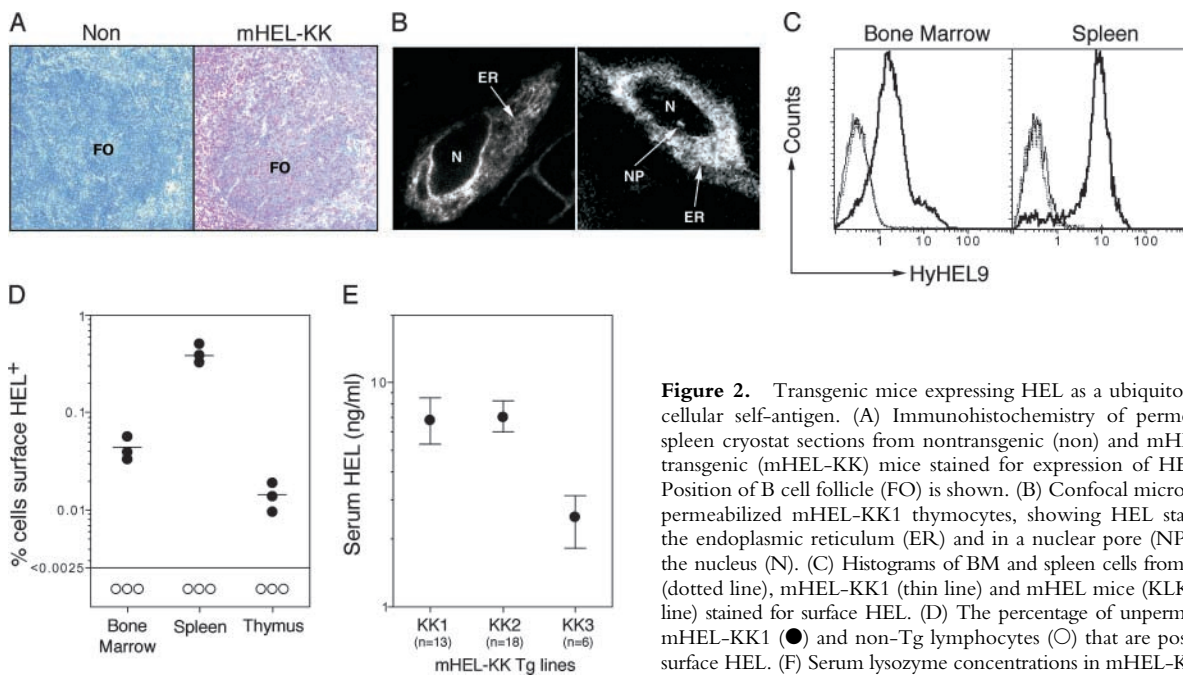 A
Non
mHEL-KK
FO
FO
B
ER
N
N
NP
ER
C
Bone Marrow
Spleen
Counts
1 10 100
1 10 100
HyHEL9
D
% cells surface HEL+
1
0.1
0.01
<0.0025
Bone Marrow
Spleen
Thymus
E
Serum HEL (ng/ml)
10
1
KK1 KK2 KK3
(n=13) (n=18) (n=6)
mHEL-KK Tg lines
Figure 2. Transgenic mice expressing HEL as a ubiquito
cellular self-antigen. (A) Immunohistochemistry of perme
spleen cryostat sections from nontransgenic (non) and mHE
transgenic (mHEL-KK) mice stained for expression of HE
Position of B cell follicle (FO) is shown. (B) Confocal micro
permeabilized mHEL-KK1 thymocytes, showing HEL sta
the endoplasmic reticulum (ER) and in a nuclear pore (NP
the nucleus (N). (C) Histograms of BM and spleen cells from
(dotted line), mHEL-KK1 (thin line) and mHEL mice (KLK
line) stained for surface HEL. (D) The percentage of unperm
mHEL-KK1 (●) and non-Tg lymphocytes (○) that are pos
surface HEL. (F) Serum lysozyme concentrations in mHEL-K